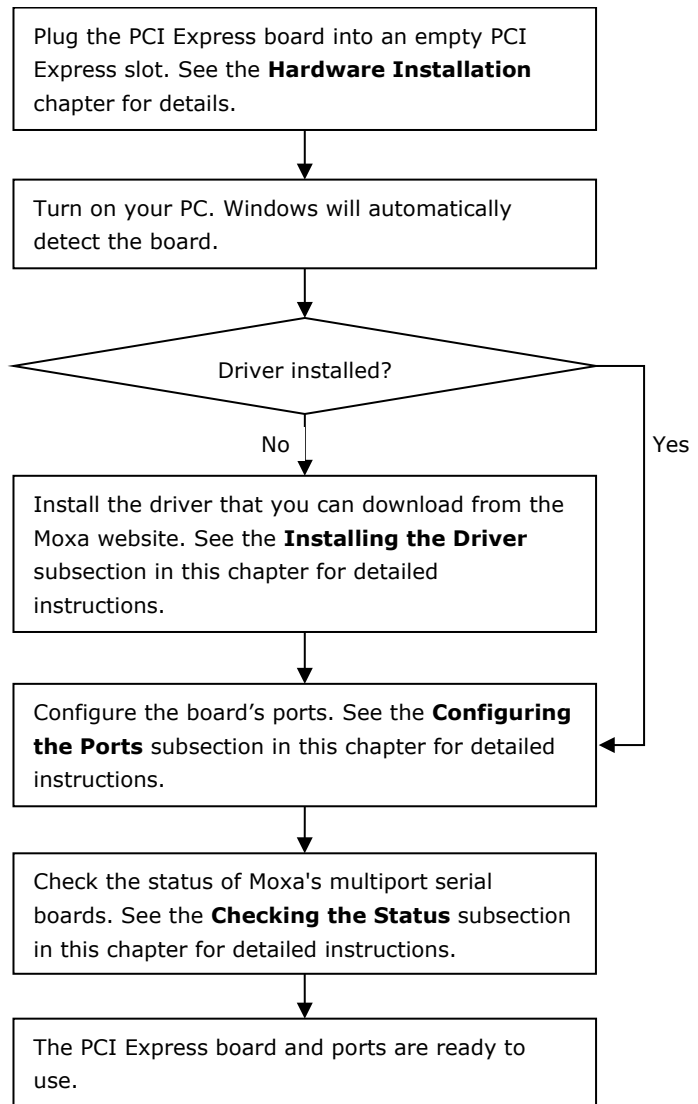 Plug the PCI Express board into an empty PCI
Express slot. See the Hardware Installation
chapter for details.
Turn on your PC. Windows will automatically
detect the board.
Driver installed?
No
Yes
Install the driver that you can download from the
Moxa website. See the Installing the Driver
subsection in this chapter for detailed
instructions.
Configure the board’s ports. See the Configuring
the Ports subsection in this chapter for detailed
instructions.
Check the status of Moxa's multiport serial
boards. See the Checking the Status subsection
in this chapter for detailed instructions.
The PCI Express board and ports are ready to
use.